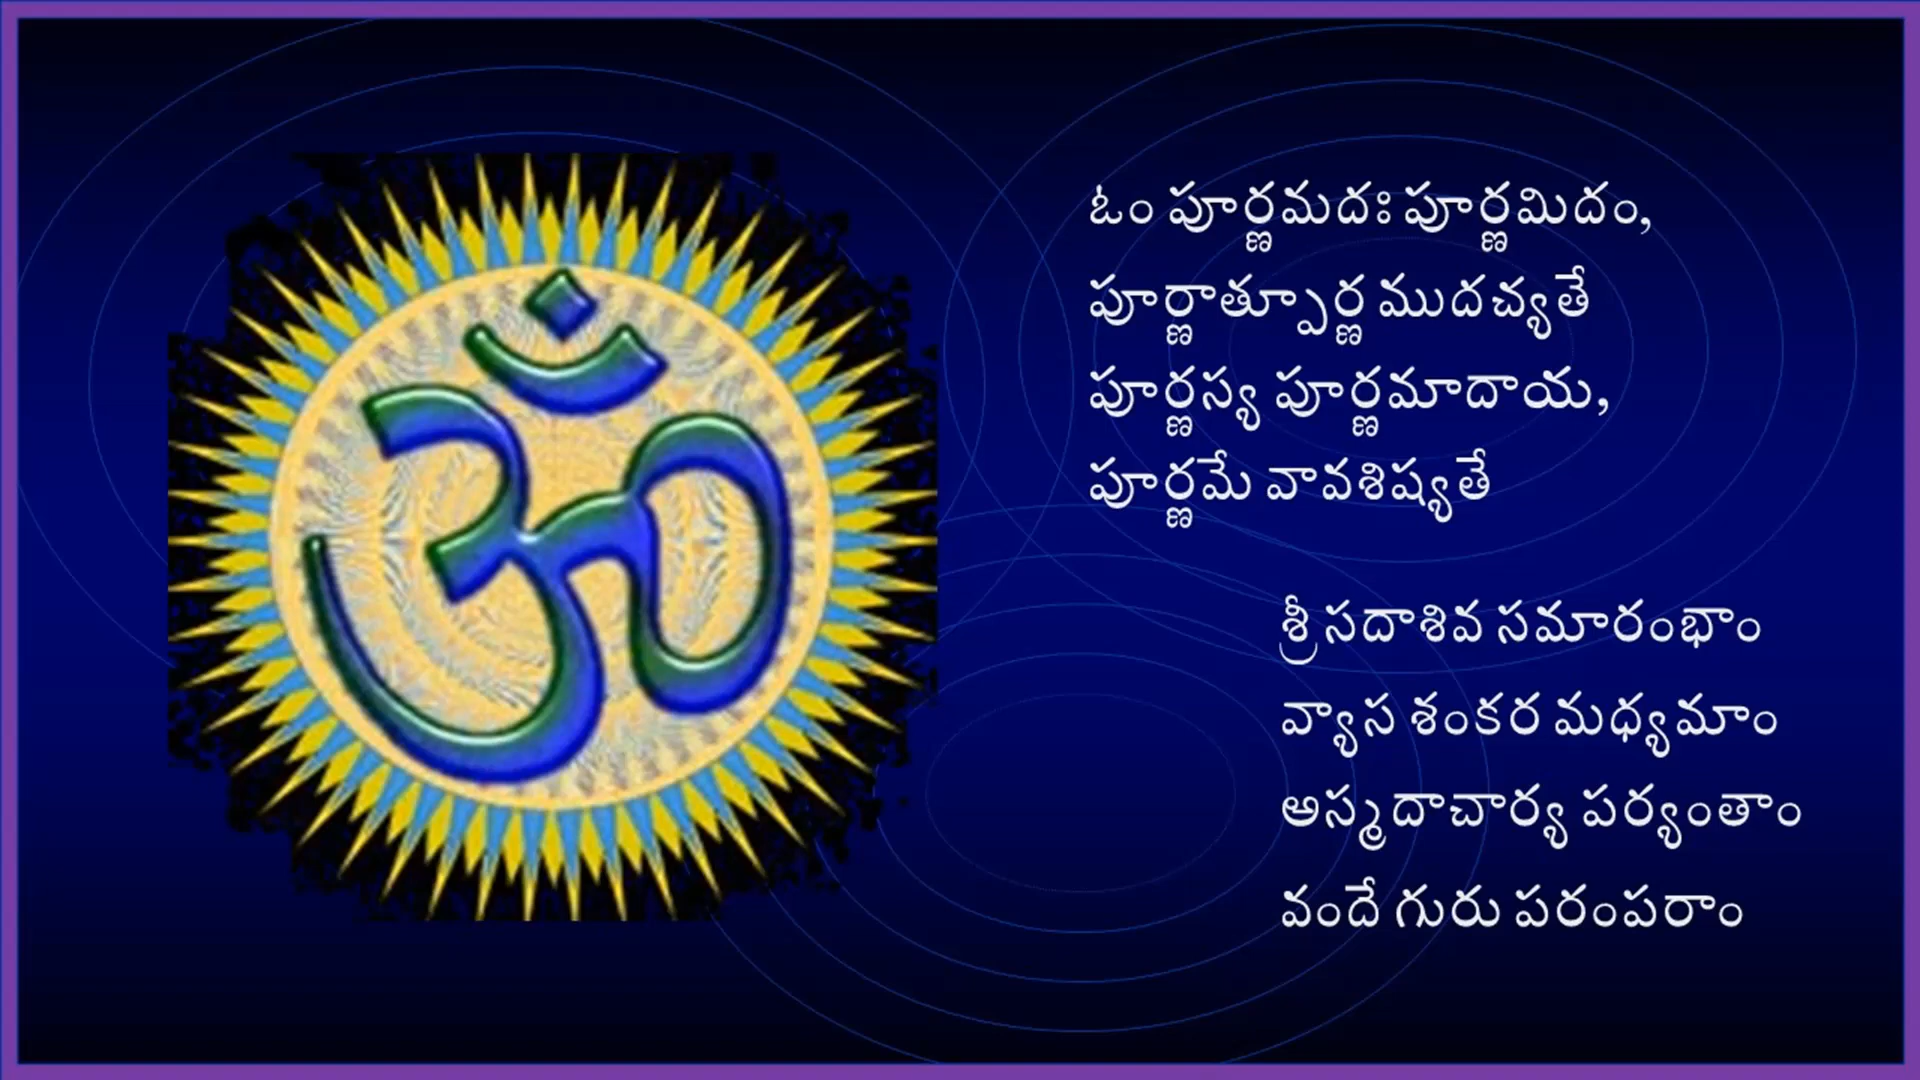 ఓం పూర్ణమదః పూర్ణమిదం,
పూర్ణాత్పూర్ణ ముదచ్యతే
పూర్ణస్య పూర్ణమాదాయ,
పూర్ణమే వావశిష్యతే
శ్రీ సదాశివ సమారంభాం
వ్యాస శంకర మధ్యమాం
అస్మదాచార్య పర్యంతాం
వందే గురు పరంపరాం